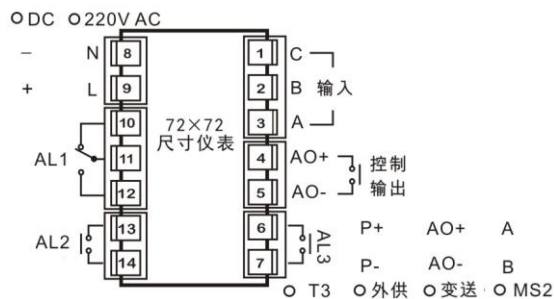 DC 220V AC
− N 8 1 C
+ L 9 2 B 输入
10 3 A
72×72
尺寸仪表
AL1 11 4 AO+ 控制
12 5 AO- 输出
AL2 13 6 AL3 P+ AO+ A
14 7 P- AO- B
T3 外供 变送 MS2